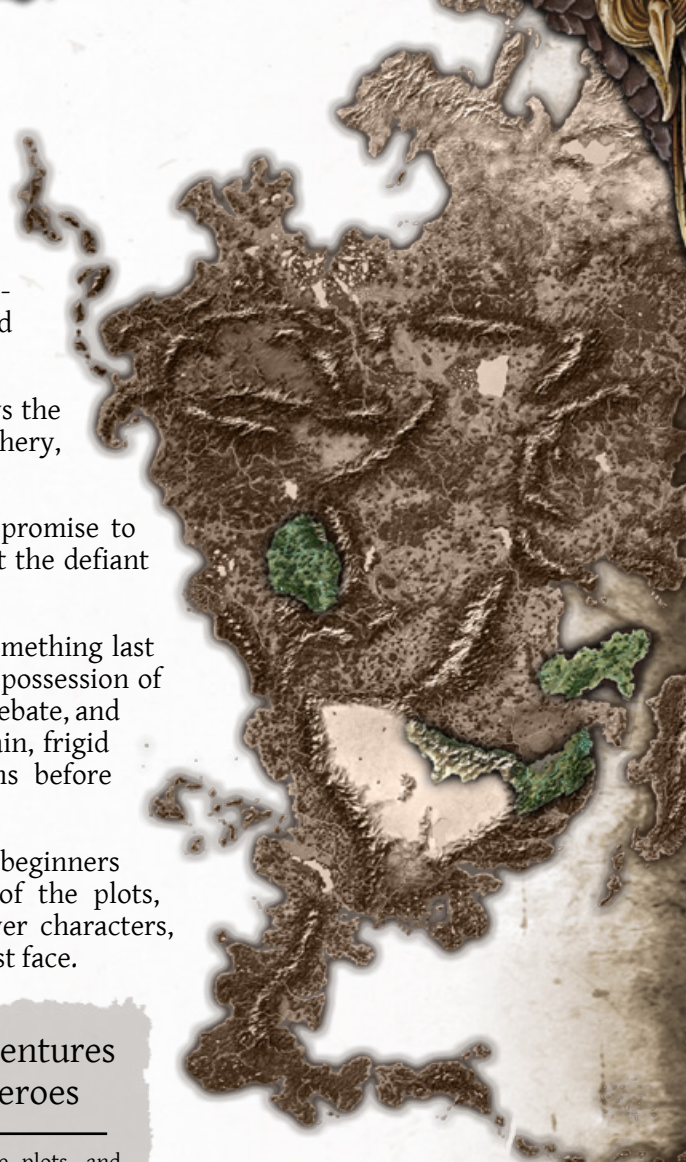 -
d
s the
hery,
promise to
t the defiant
mething last
possession of
ebate, and
in, frigid
ns before
beginners
of the plots,
er characters,
st face.
entures
eroes